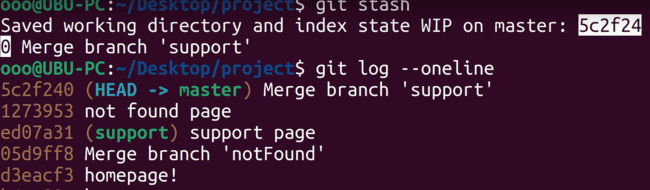 ooo@UBU-PC:~/Desktop/project$ git stash
Saved working directory and index state WIP on master: 5c2f24
0 Merge branch 'support'
ooo@UBU-PC:~/Desktop/project$ git log --oneline
5c2f240 (HEAD -> master) Merge branch 'support'
1273953 not found page
ed07a31 (support) support page
05d9ff8 Merge branch 'notFound'
d3eacf3 homepage!